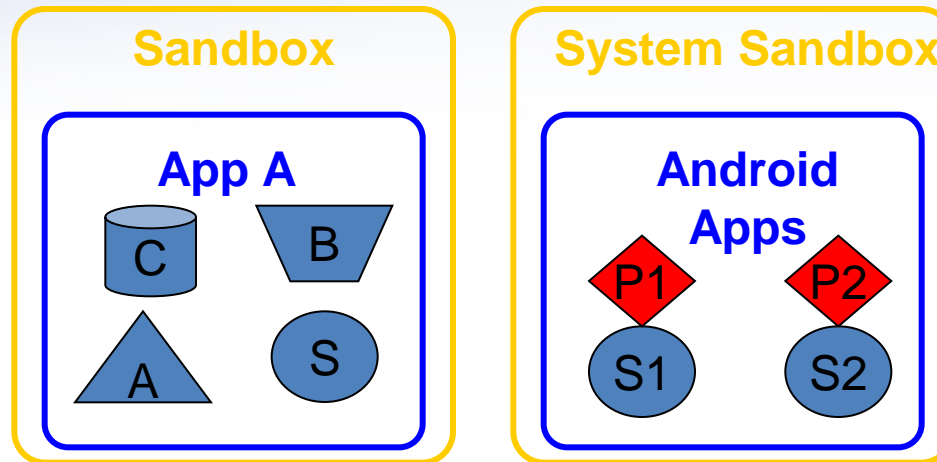 Sandbox
App A
C
B
A
S
System Sandbox
Android
Apps
P1
P2
S1
S2